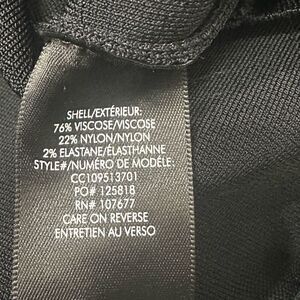 SHELL/EXTÉRIEUR:
76% VISCOSE/VISCOSE
22% NYLON/NYLON
2% ELASTANE/ÉLASTHANNE
STYLE#/NUMÉRO DE MODÈLE:
CC109513701
PO# 125818
RN# 107677
CARE ON REVERSE
ENTRETIEN AU VERSO